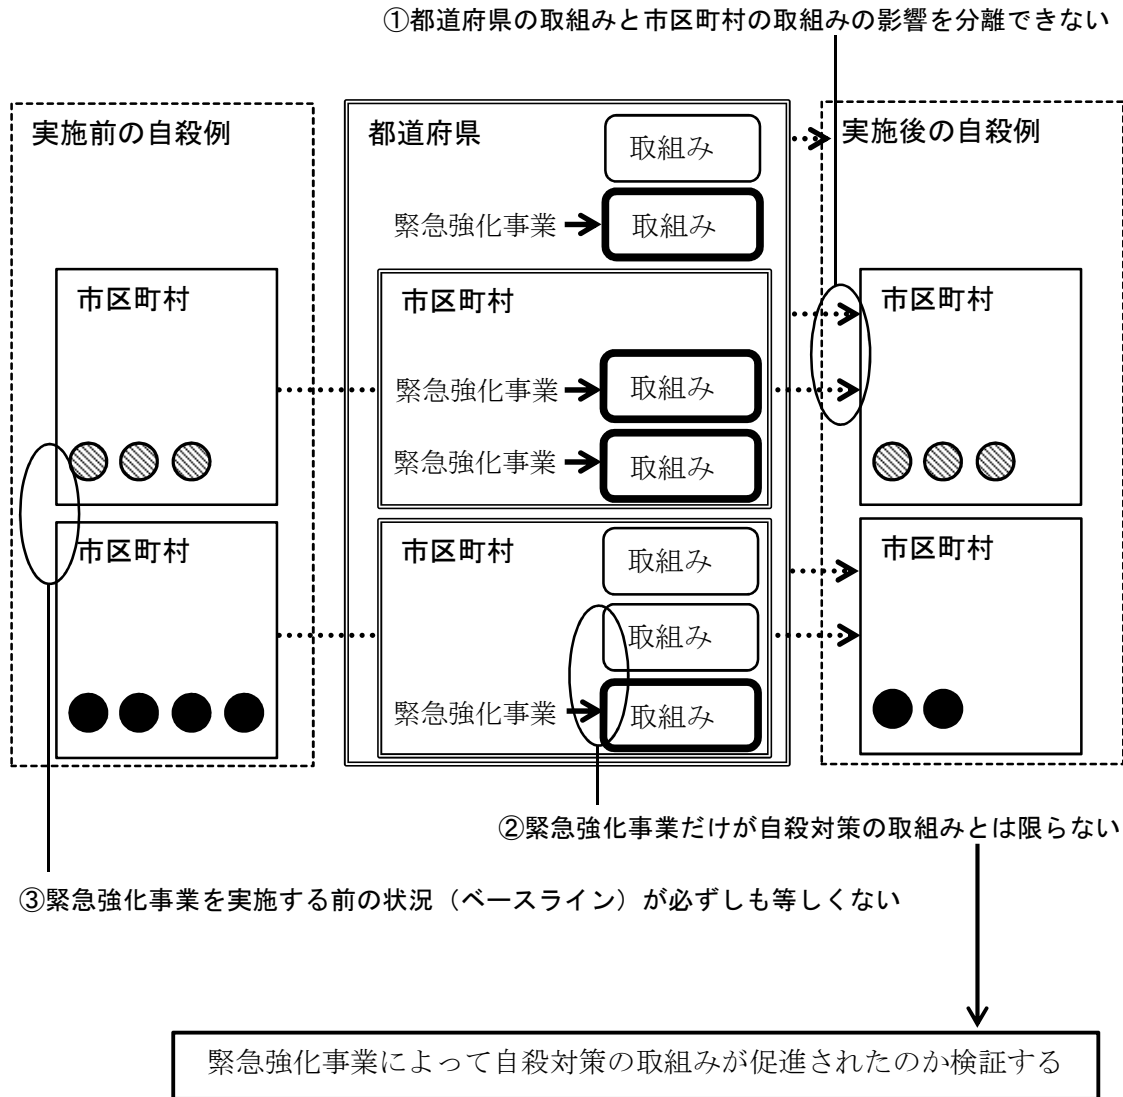 ①都道府県の取組みと市区町村の取組みの影響を分離できない
実施前の自殺例
都道府県
取組み
実施後の自殺例
緊急強化事業
取組み
市区町村
市区町村
市区町村
緊急強化事業
取組み
緊急強化事業
取組み
市区町村
市区町村
取組み
市区町村
取組み
緊急強化事業
取組み
②緊急強化事業だけが自殺対策の取組みとは限らない
③緊急強化事業を実施する前の状況（ベースライン）が必ずしも等しくない
緊急強化事業によって自殺対策の取組みが促進されたのか検証する